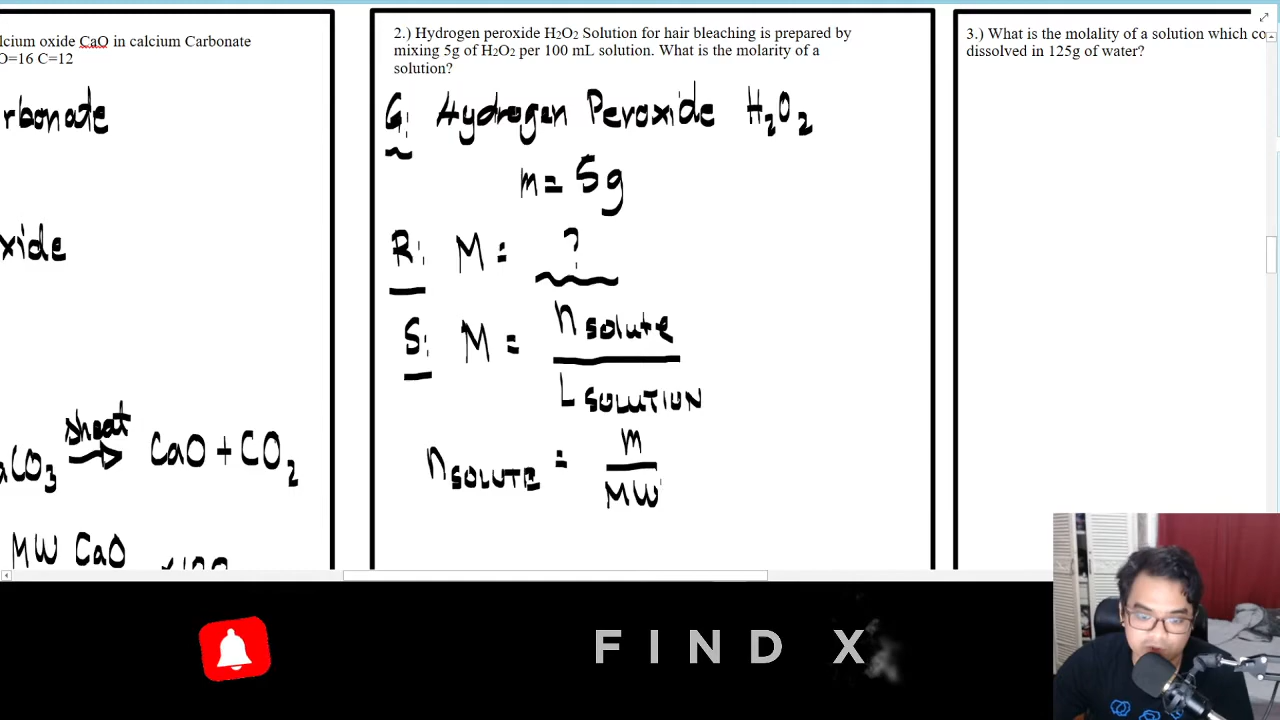 lcium oxide CaO in calcium Carbonate
O=16 C=12
rbonate
xide
aCO3 heat CaO + CO2
MW CaO
x100
2.) Hydrogen peroxide H2O2 Solution for hair bleaching is prepared by
mixing 5g of H2O2 per 100 mL solution. What is the molarity of a
solution?
G: Hydrogen Peroxide H2O2
m = 5g
R: M = ?
S: M = n solute
L SOLUTION
n SOLUTE = m
MW
3.) What is the molality of a solution which co
dissolved in 125g of water?
FIND X